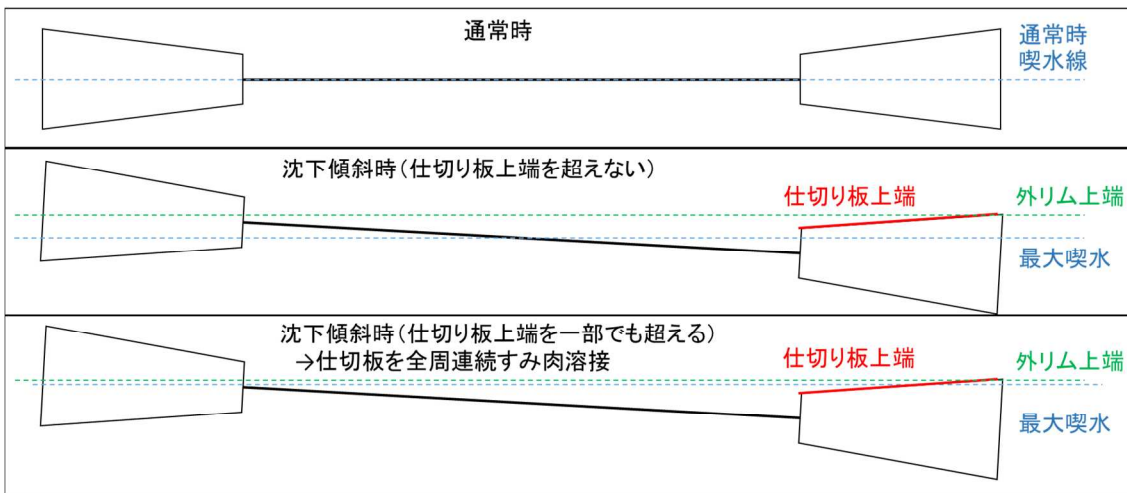 通常時
通常時
喫水線
沈下傾斜時(仕切り板上端を超えない)
仕切り板上端
外リム上端
最大喫水
沈下傾斜時(仕切り板上端を一部でも超える)
→仕切板を全周連続すみ肉溶接
仕切り板上端
外リム上端
最大喫水